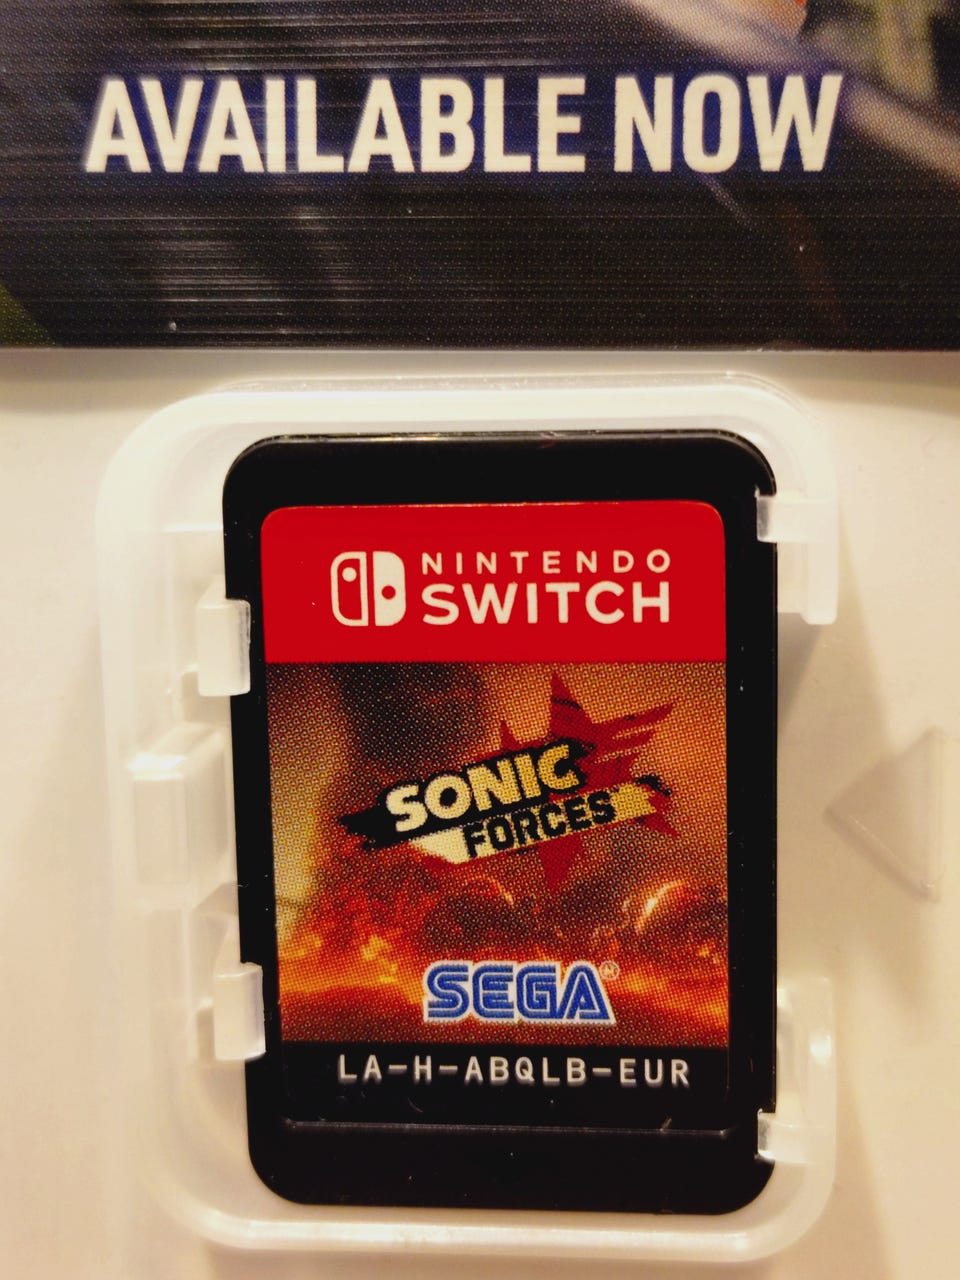 AVAILABLE NOW
NINTENDO
SWITCH
SONIC
FORCES
SEGA®
LA-H-ABQLB-EUR